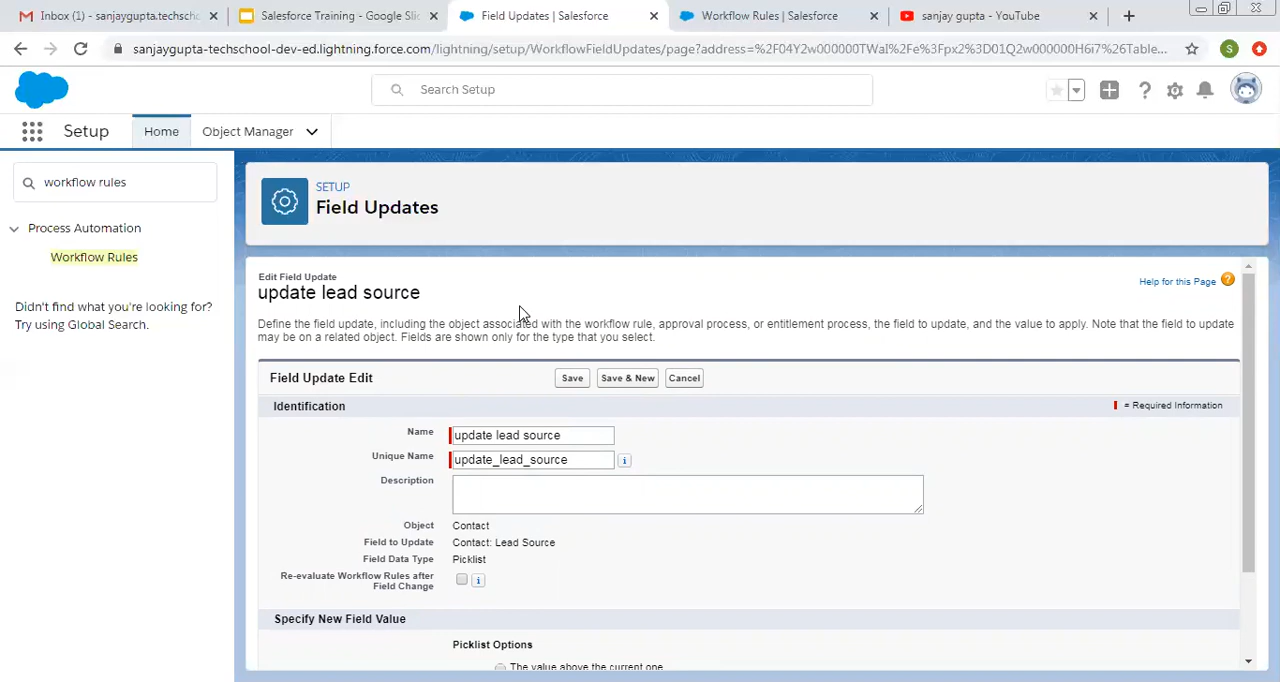 Inbox (1) - sanjaygupta.techscho
Salesforce Training - Google Slid
Field Updates | Salesforce
Workflow Rules | Salesforce
sanjay gupta - YouTube
sanjaygupta-techschool-dev-ed.lightning.force.com/lightning/setup/WorkflowFieldUpdates/page?address=%2F04Y2w000000TWaI%2Fe%3Fpx2%3D01Q2w000000H6i7%26Table...
S
Search Setup
Setup
Home
Object Manager
workflow rules
Process Automation
Workflow Rules
Didn't find what you're looking for?
Try using Global Search.
SETUP
Field Updates
Edit Field Update
update lead source
Help for this Page ?
Define the field update, including the object associated with the workflow rule, approval process, or entitlement process, the field to update, and the value to apply. Note that the field to update
may be on a related object. Fields are shown only for the type that you select.
Field Update Edit
Save
Save & New
Cancel
Identification
= Required Information
Name update lead source
Unique Name update_lead_source i
Description
Object Contact
Field to Update Contact: Lead Source
Field Data Type Picklist
Re-evaluate Workflow Rules after
Field Change i
Specify New Field Value
Picklist Options
The value above the current one